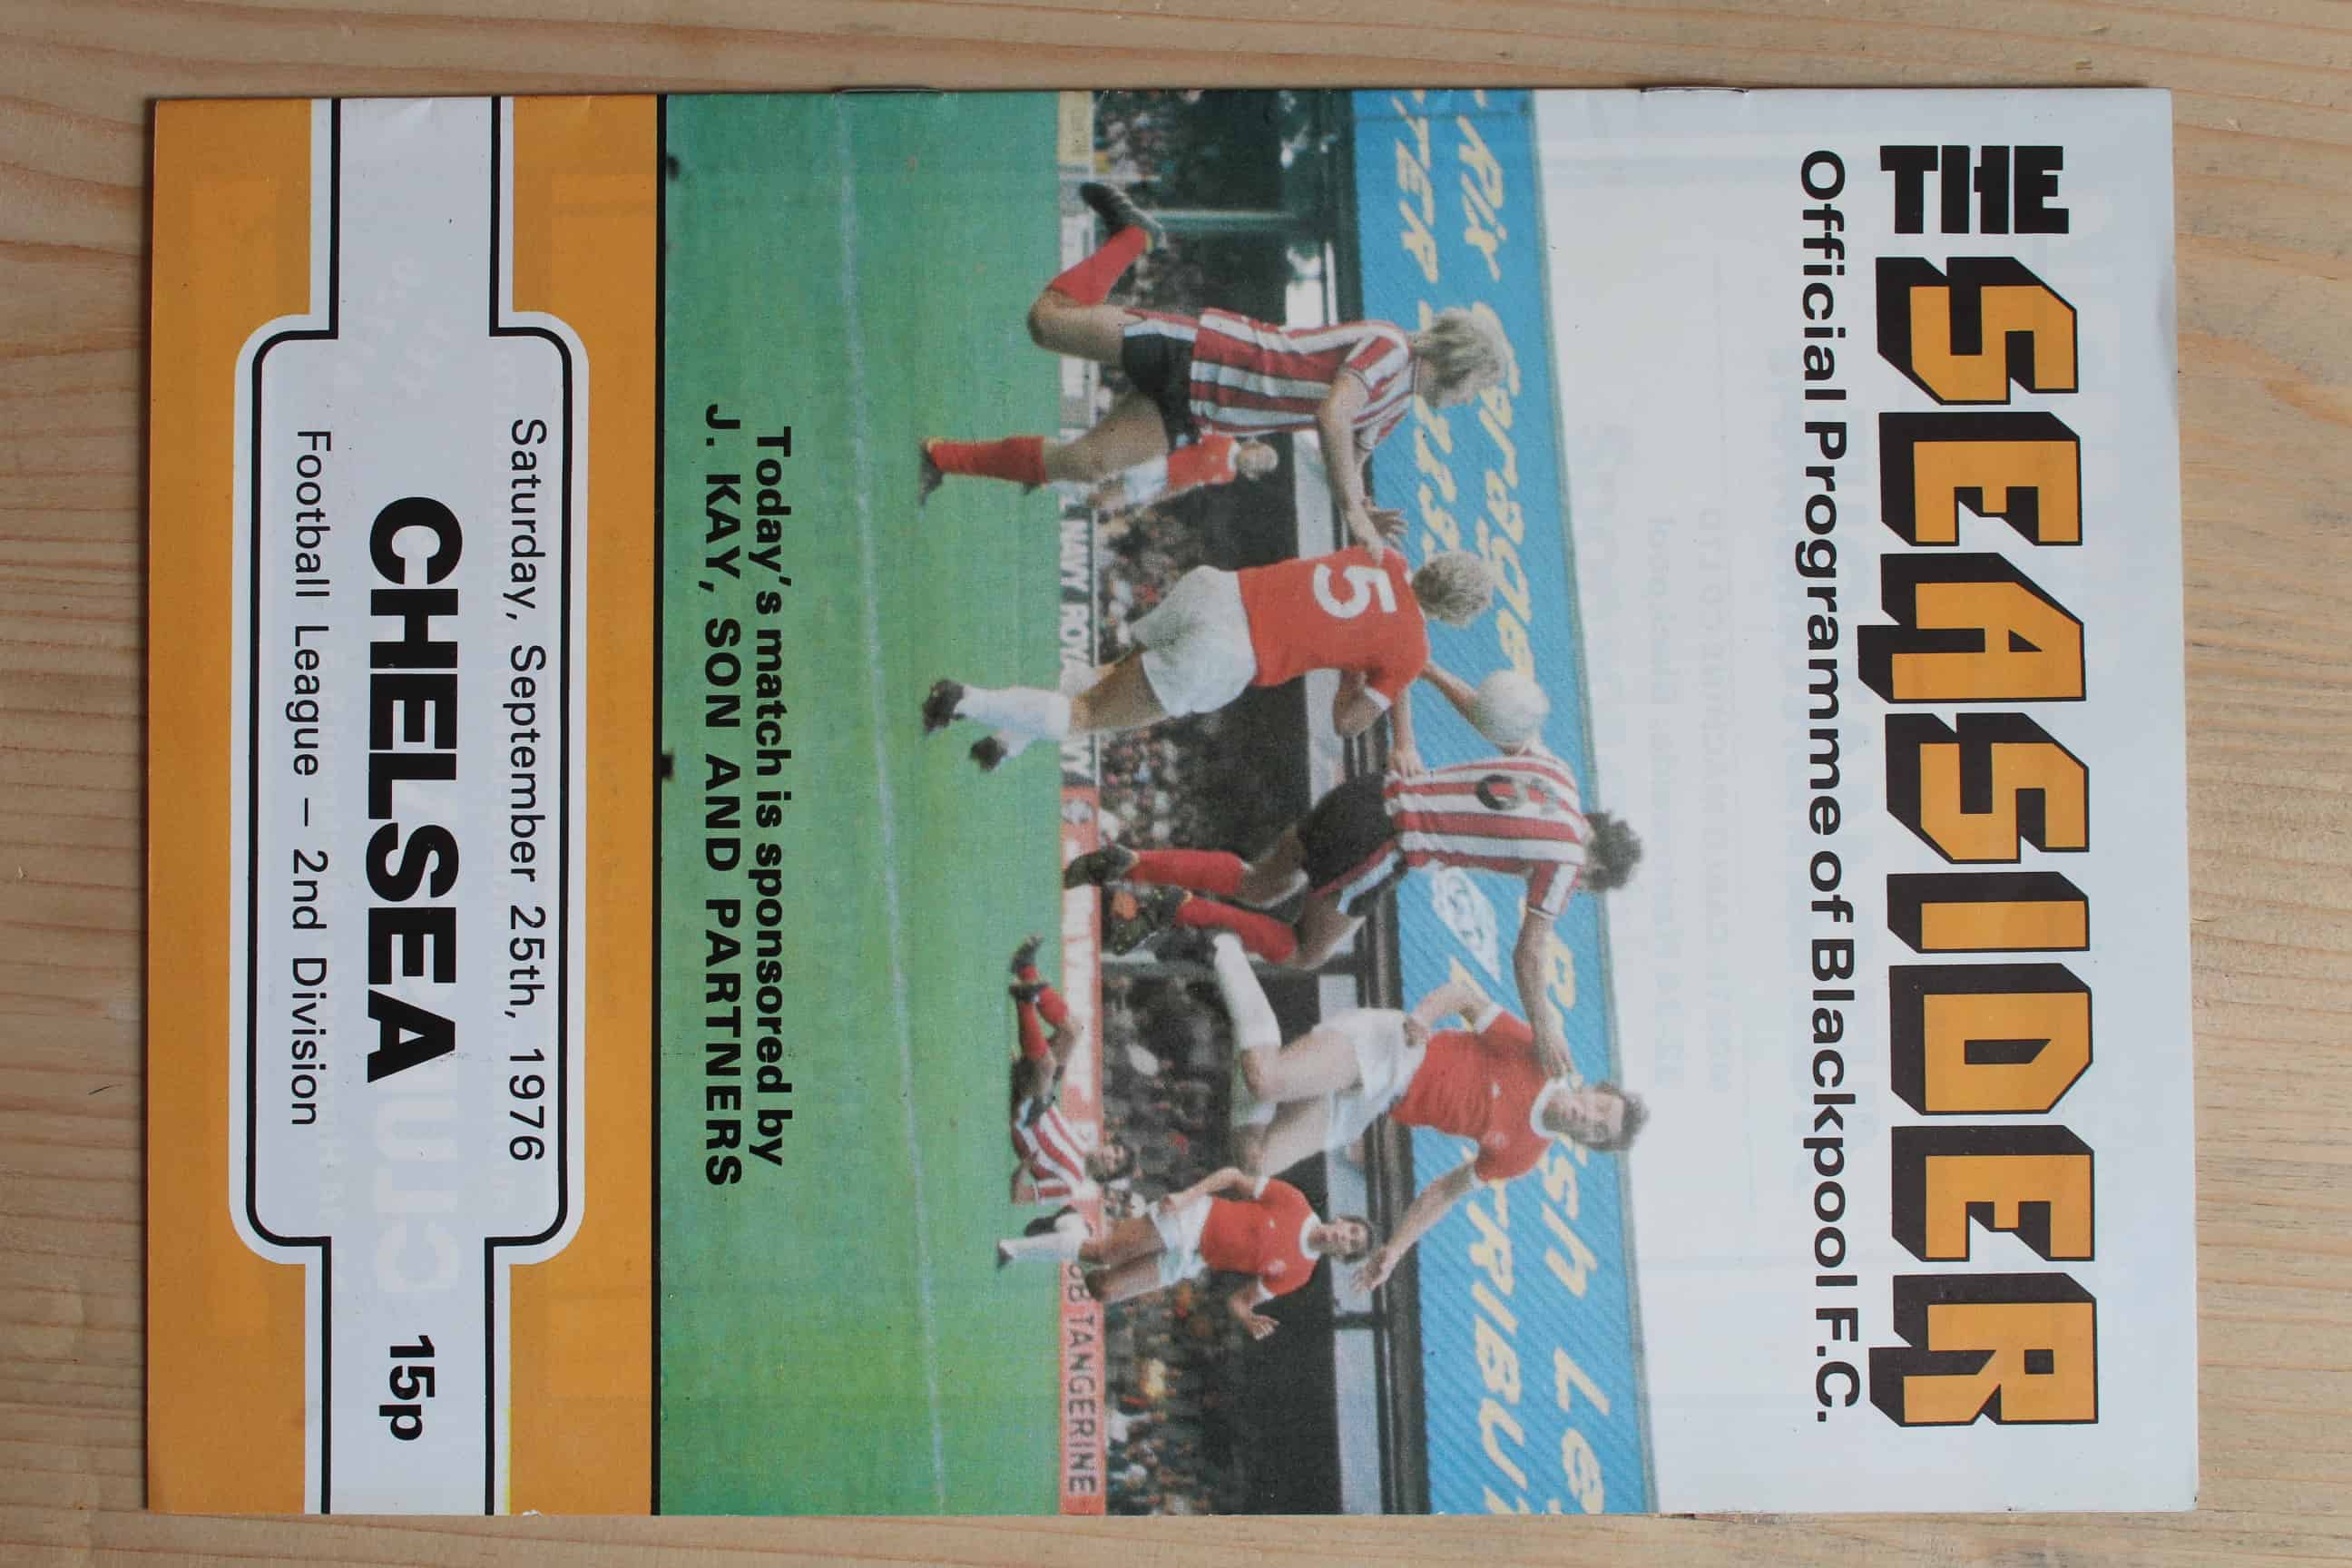 THE SEASIDER
Official Programme of Blackpool F.C.
5
TANGERINE
Today's match is sponsored by
J. KAY, SON AND PARTNERS
Saturday, September 25th, 1976
CHELSEA
15p
Football League – 2nd Division